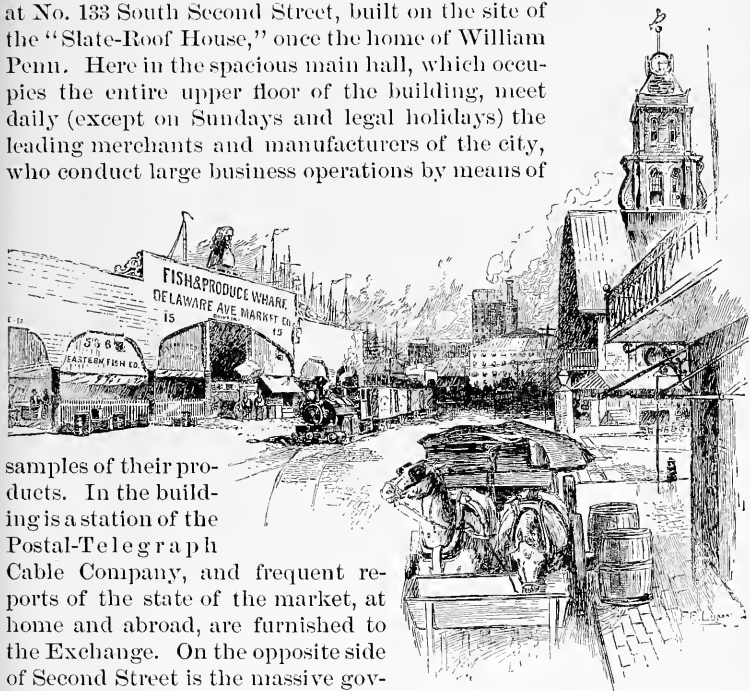 at No. 133 South Second Street, built on the site of
the "Slate-Roof House," once the home of William
Penn. Here in the spacious main hall, which occu-
pies the entire upper floor of the building, meet
daily (except on Sundays and legal holidays) the
leading merchants and manufacturers of the city,
who conduct large business operations by means of
FISH & PRODUCE WHARF.
DELAWARE AVE MARKET CO.
15 15
EASTERN FISH CO.
samples of their pro-
ducts. In the build-
ing is a station of the
Postal-Telegraph
Cable Company, and frequent re-
ports of the state of the market, at
home and abroad, are furnished to
the Exchange. On the opposite side
of Second Street is the massive gov-